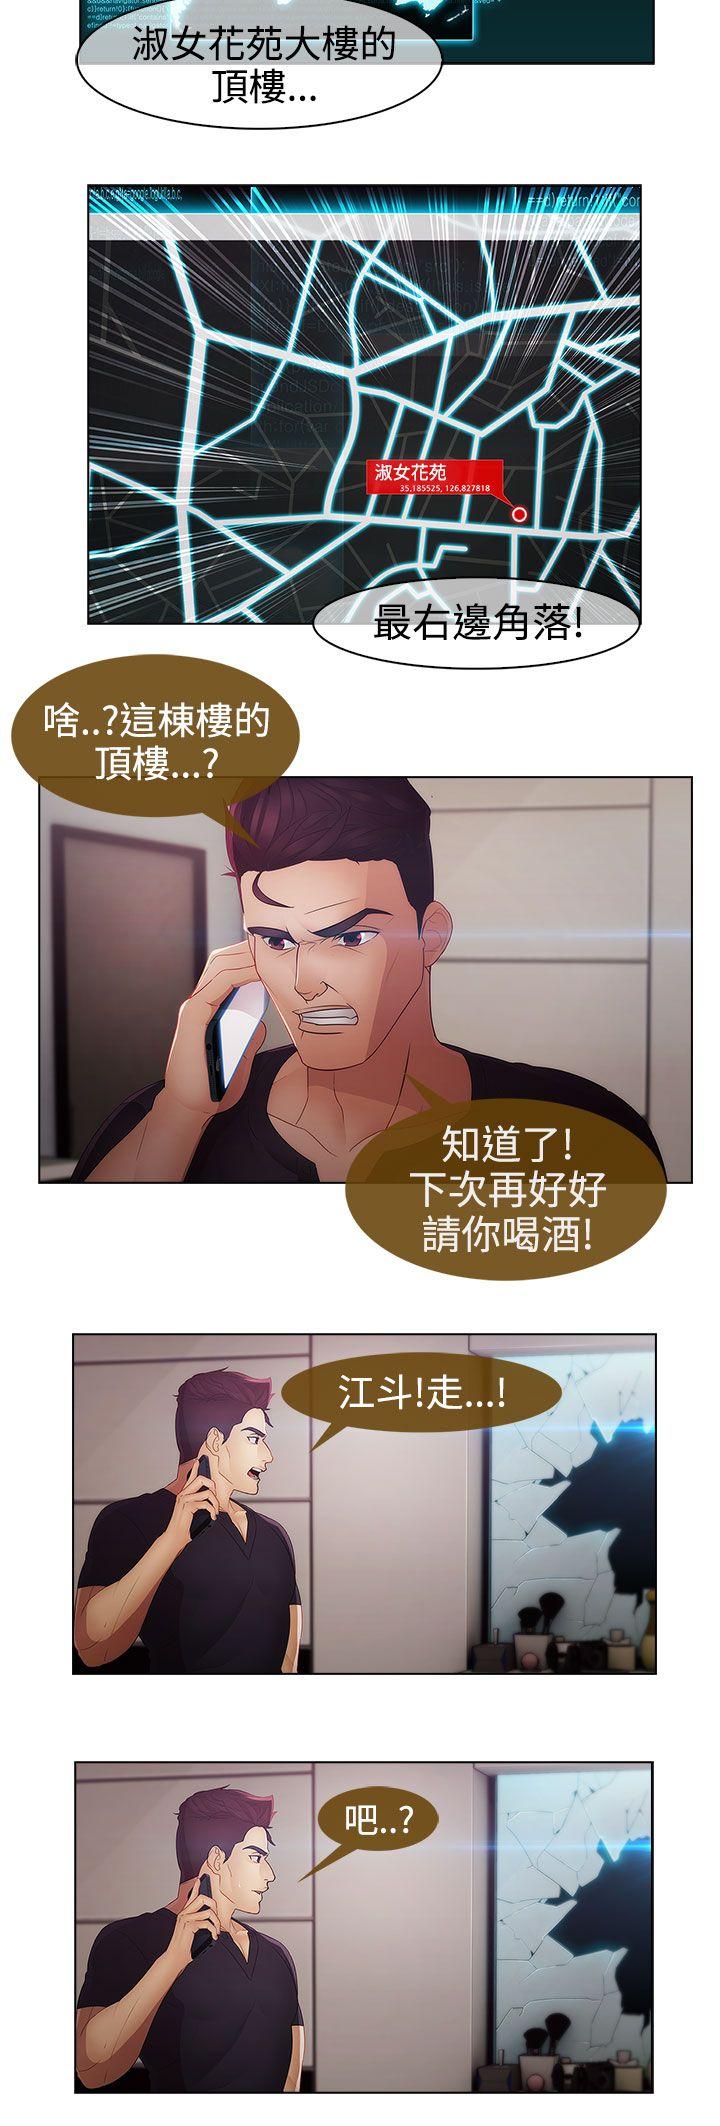 淑女花苑大樓的
頂樓...
淑女花苑
35,185525, 126,827818
最右邊角落!
啥..?這棟樓的
頂樓...?
知道了!
下次再好好
請你喝酒!
江斗!走...!
吧..?